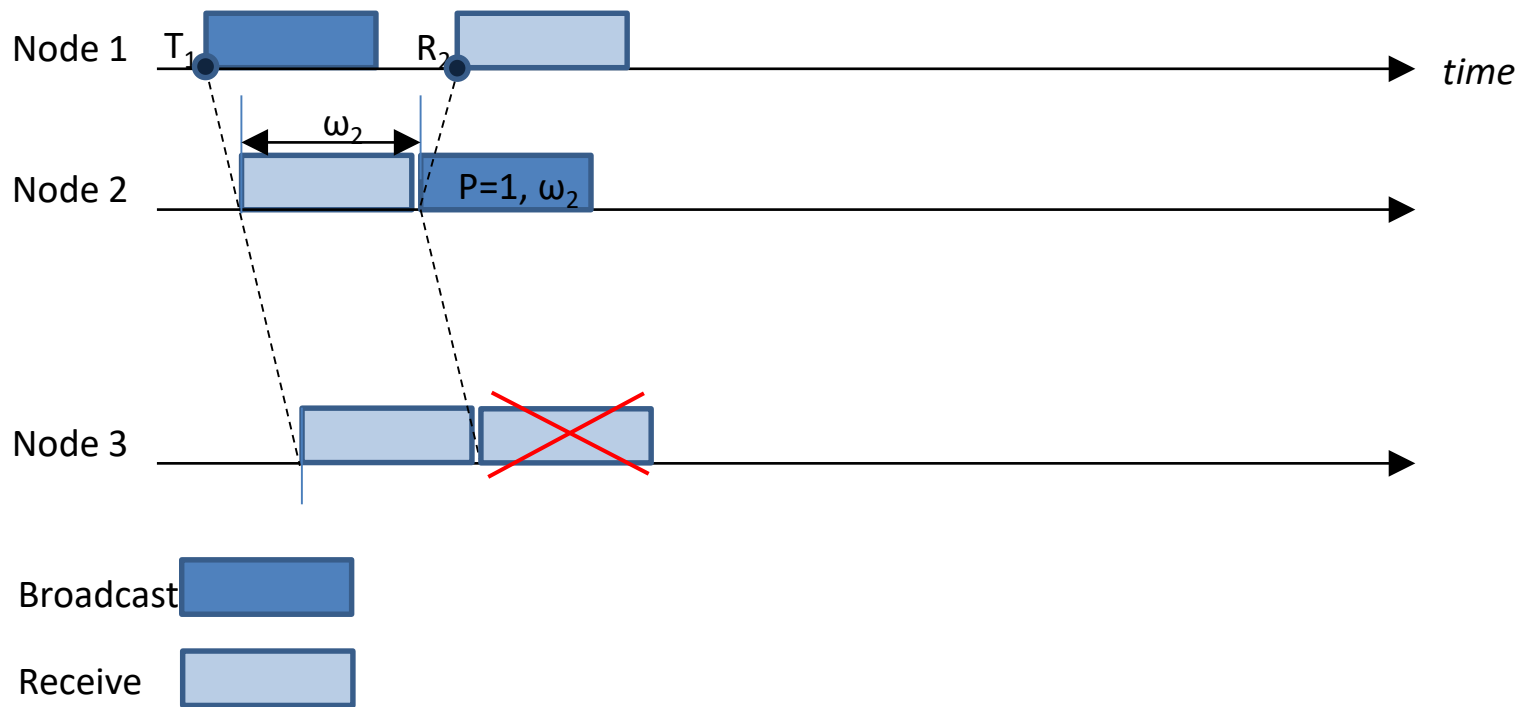 Node 1
T₁
R₂
time
ω₂
Node 2
P=1, ω₂
Node 3
Broadcast
Receive